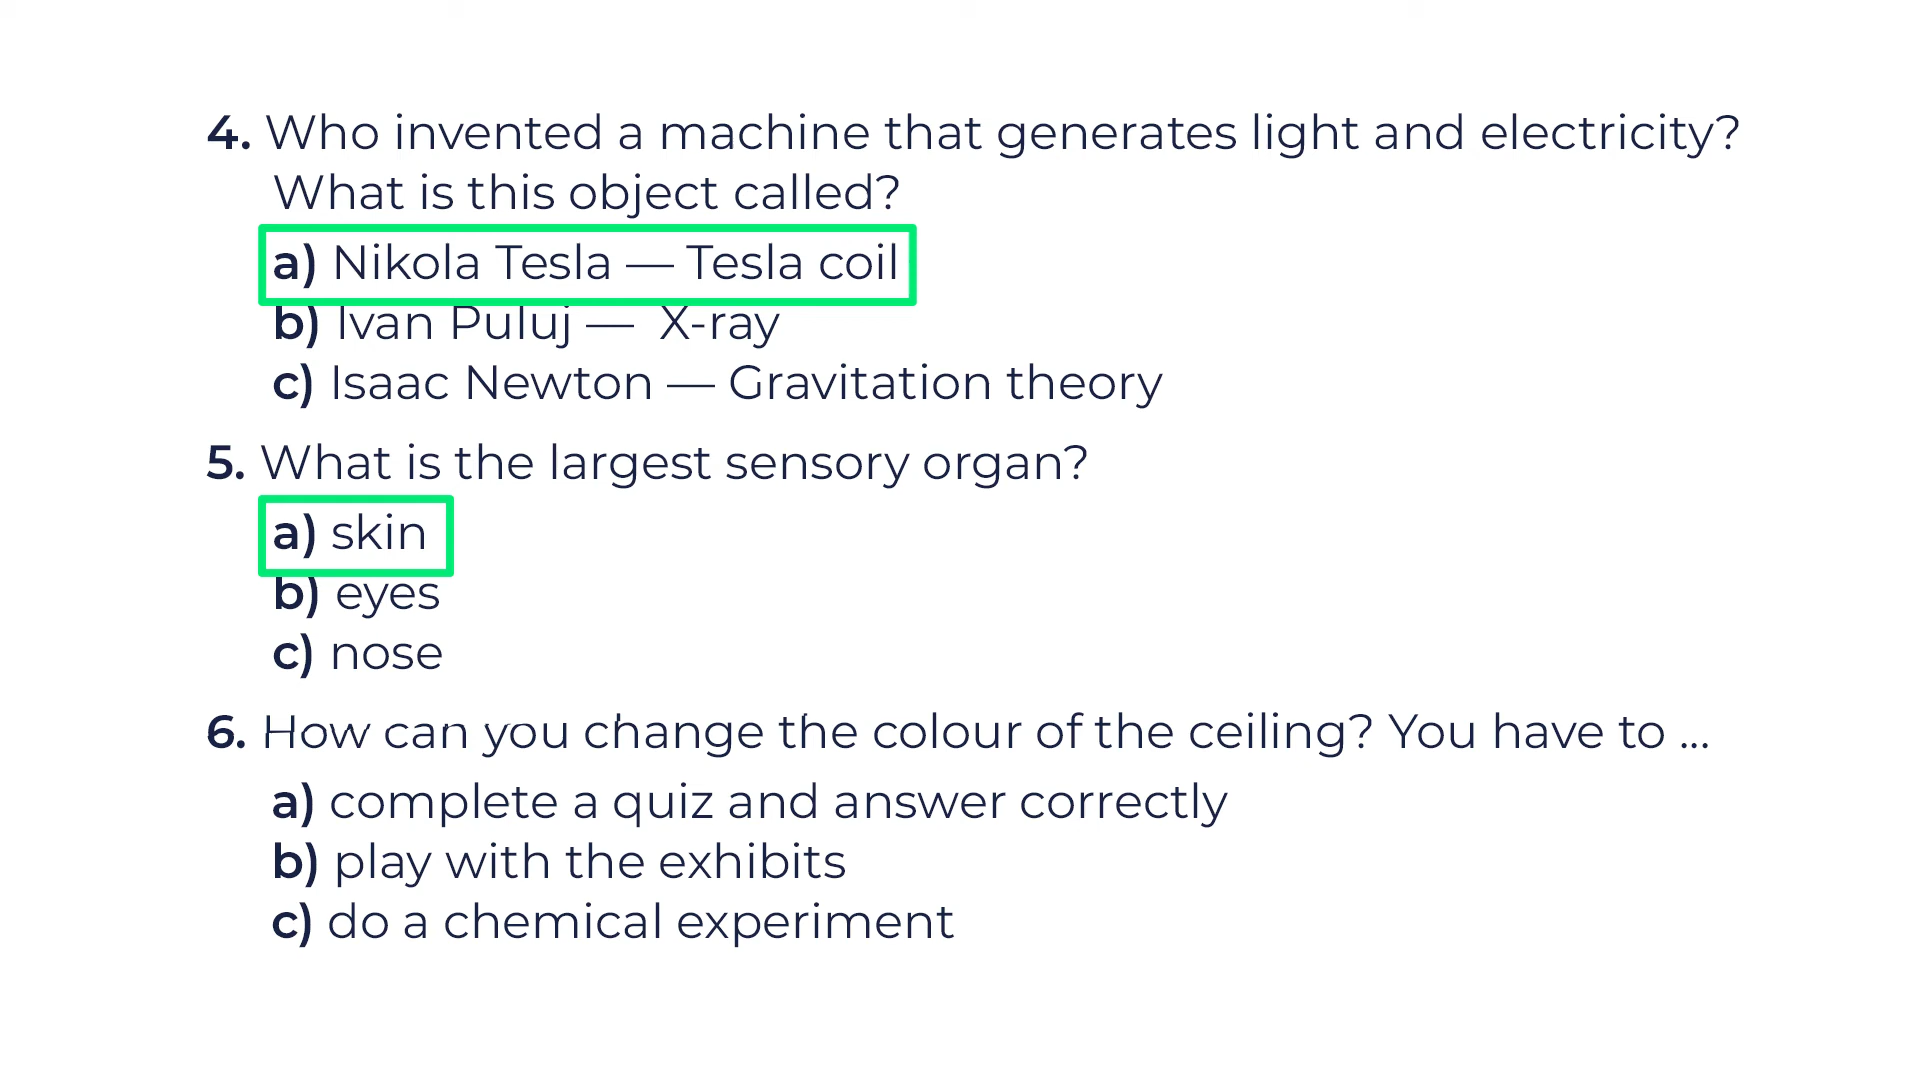 4. Who invented a machine that generates light and electricity?
What is this object called?
a) Nikola Tesla — Tesla coil
b) Ivan Puluj — X-ray
c) Isaac Newton — Gravitation theory
5. What is the largest sensory organ?
a) skin
b) eyes
c) nose
6. How can you change the colour of the ceiling? You have to ...
a) complete a quiz and answer correctly
b) play with the exhibits
c) do a chemical experiment